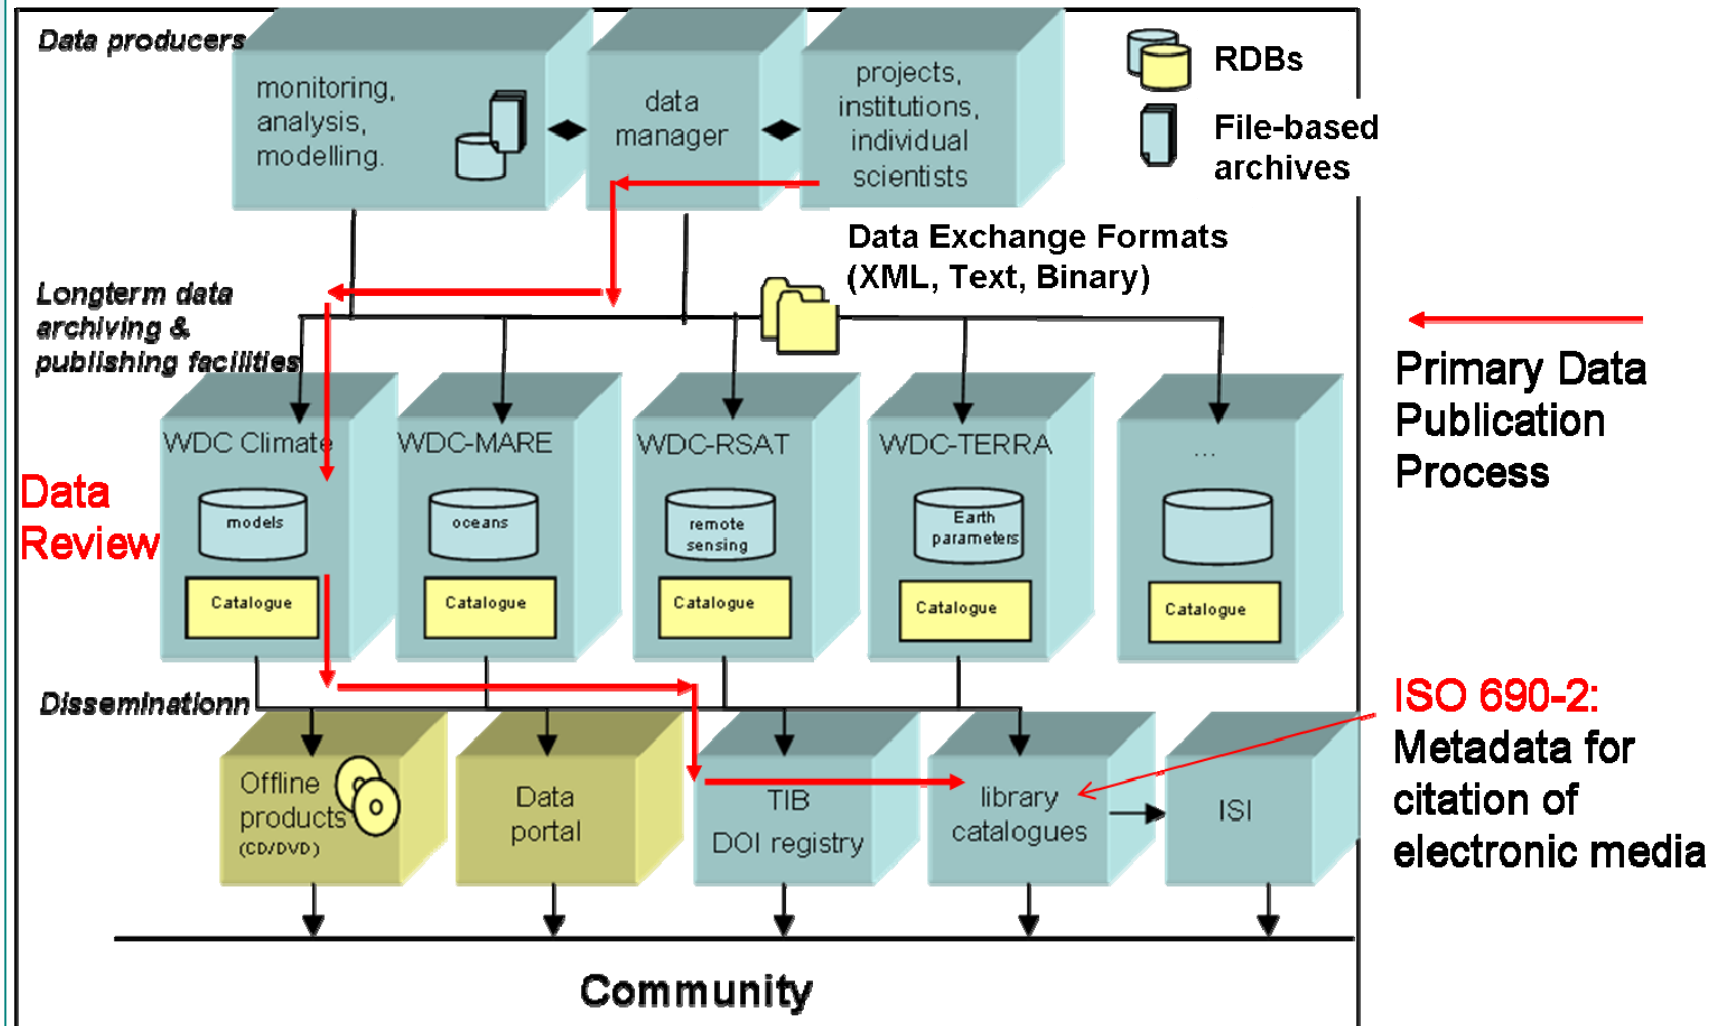 Data producers
monitoring,
analysis,
modelling.
data
manager
projects,
institutions,
individual
scientists
RDBs
File-based
archives
Data Exchange Formats
(XML, Text, Binary)
Longterm data
archiving &
publishing facilities
Primary Data
Publication
Process
WDC Climate
WDC-MARE
WDC-RSAT
WDC-TERRA
...
Data
Review
models
oceans
remote
sensing
Earth
parameters
Catalogue
Catalogue
Catalogue
Catalogue
Catalogue
Disseminationn
ISO 690-2:
Metadata for
citation of
electronic media
Offline
products
(CD/DVD)
Data
portal
TIB
DOI registry
library
catalogues
ISI
Community